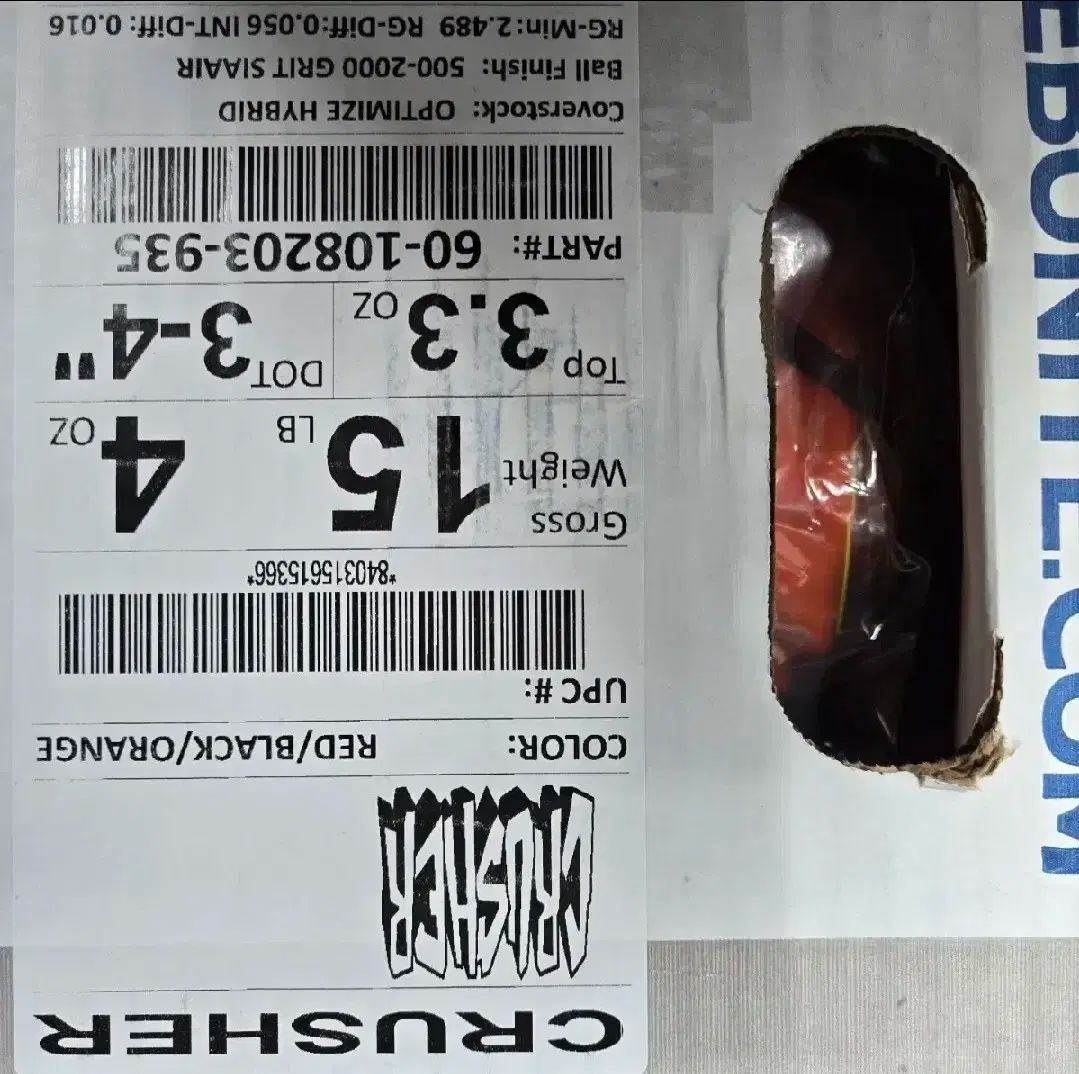 CRUSHER
CRUSHER
COLOR: RED/BLACK/ORANGE
UPC #:
*840315615366*
Gross Weight 15 LB 4 OZ
Top 3.3 OZ DOT 3-4"
PART#: 60-108203-935
Coverstock: OPTIMIZE HYBRID
Ball Finish: 500-2000 GRIT SIAAIR
RG-Min: 2.489 RG-Diff:0.056 INT-Diff: 0.016
EBONITE.COM